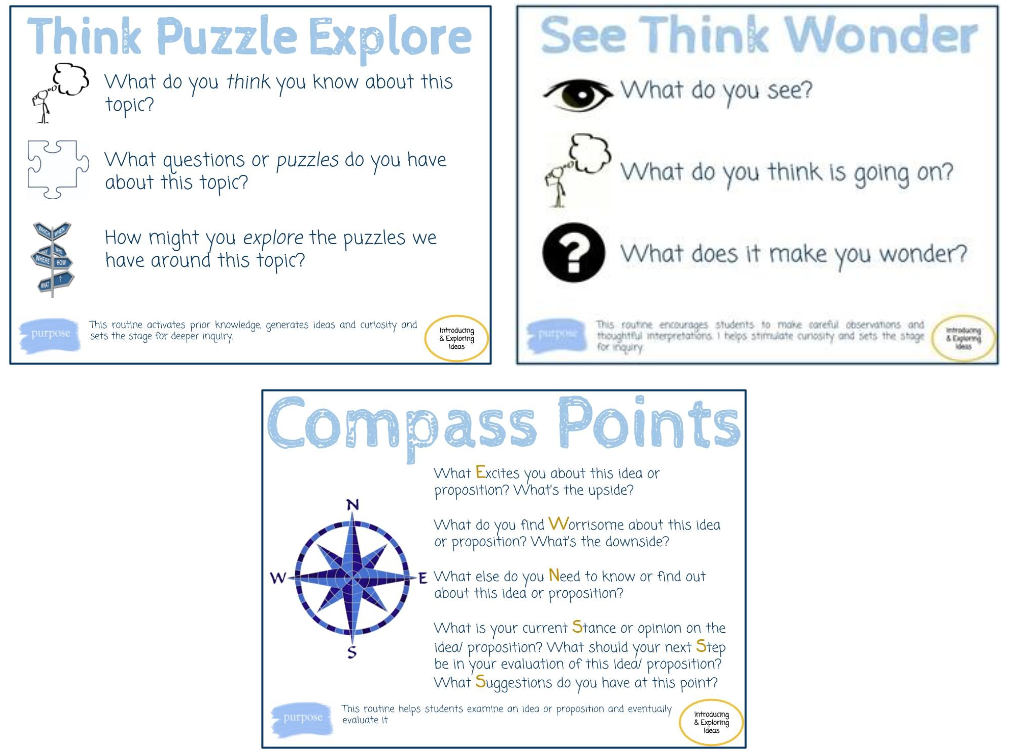 Think Puzzle Explore
What do you think you know about this
topic?
What questions or puzzles do you have
about this topic?
How might you explore the puzzles we
have around this topic?
purpose
This routine activates prior knowledge, generates ideas and curiosity and
sets the stage for deeper inquiry.
Introducing
& Exploring
Ideas
See Think Wonder
What do you see?
What do you think is going on?
?
What does it make you wonder?
purpose
This routine encourages students to make careful observations and
thoughtful interpretations. I helps stimulate curiosity and sets the stage
for inquiry.
Introducing
& Exploring
Ideas
Compass Points
N
W
E
S
What Excites you about this idea or
proposition? What's the upside?
What do you find Worrisome about this idea
or proposition? What's the downside?
What else do you Need to know or find out
about this idea or proposition?
What is your current Stance or opinion on the
idea/ proposition? What should your next Step
be in your evaluation of this idea/ proposition?
What Suggestions do you have at this point?
purpose
This routine helps students examine an idea or proposition and eventually
evaluate it
Introducing
& Exploring
Ideas